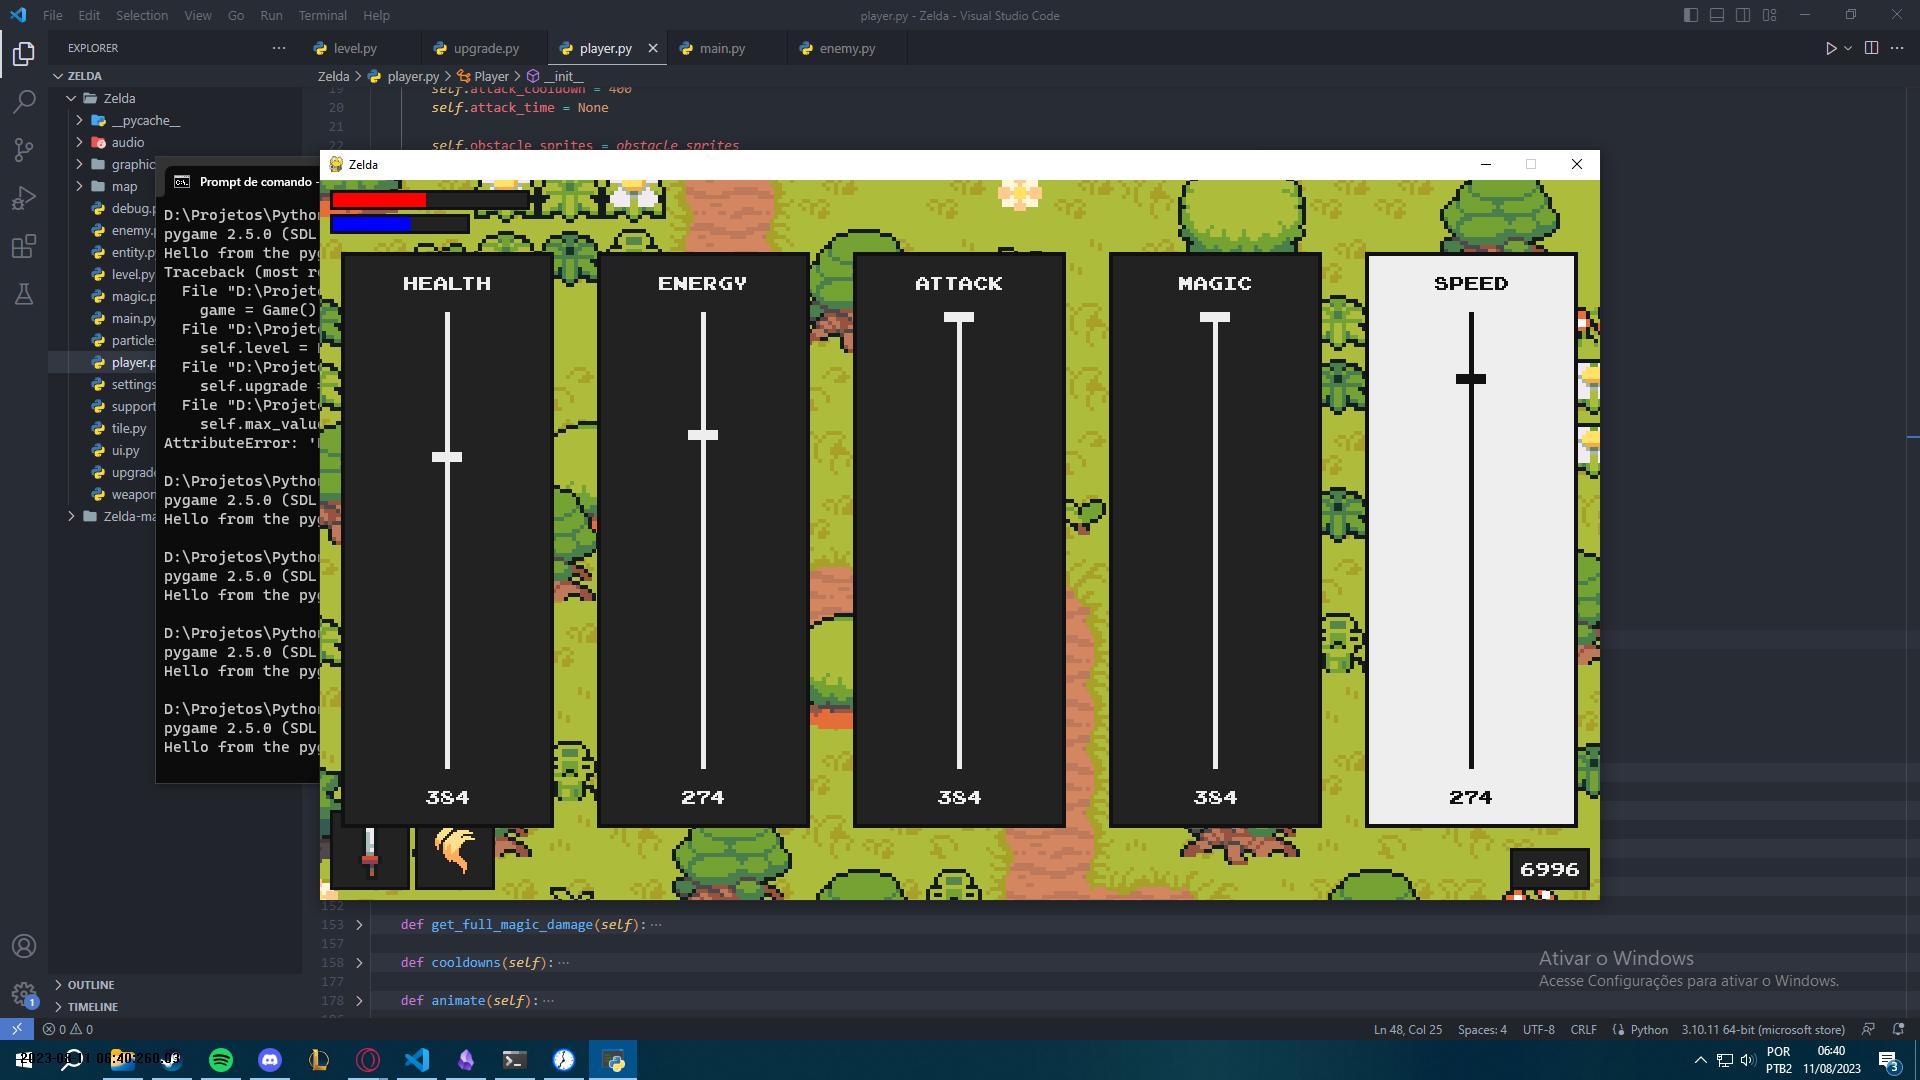 File Edit Selection View Go Run Terminal Help
player.py - Zelda - Visual Studio Code
EXPLORER
level.py
upgrade.py
player.py
main.py
enemy.py
ZELDA
Zelda > player.py > Player > __init__
Zelda
__pycache__
audio
graphic
map
debug.p
enemy.
entity.p
level.py
magic.p
main.py
particle
player.p
settings
support
tile.py
ui.py
upgrade
weapon
Zelda-ma
OUTLINE
TIMELINE
19 self.attack_cooldown = 400
20 self.attack_time = None
21
22 self.obstacle_sprites = obstacle_sprites
Prompt de comando -
D:\Projetos\Python
pygame 2.5.0 (SDL
Hello from the pyg
Traceback (most re
File "D:\Projeto
game = Game()
File "D:\Projeto
self.level =
File "D:\Projeto
self.upgrade =
File "D:\Projeto
self.max_value
AttributeError: '
D:\Projetos\Python
pygame 2.5.0 (SDL
Hello from the pyg
D:\Projetos\Python
pygame 2.5.0 (SDL
Hello from the pyg
D:\Projetos\Python
pygame 2.5.0 (SDL
Hello from the pyg
D:\Projetos\Python
pygame 2.5.0 (SDL
Hello from the pyg
Zelda
HEALTH
ENERGY
ATTACK
MAGIC
SPEED
384
274
384
384
274
6996
152
153 def get_full_magic_damage(self): ...
157
158 def cooldowns(self): ...
177
178 def animate(self): ...
Ativar o Windows
Acesse Configurações para ativar o Windows.
1
0 0
Ln 48, Col 25
Spaces: 4
UTF-8
CRLF
Python
3.10.11 64-bit (microsoft store)
POR
PTB2
06:40
11/08/2023
3